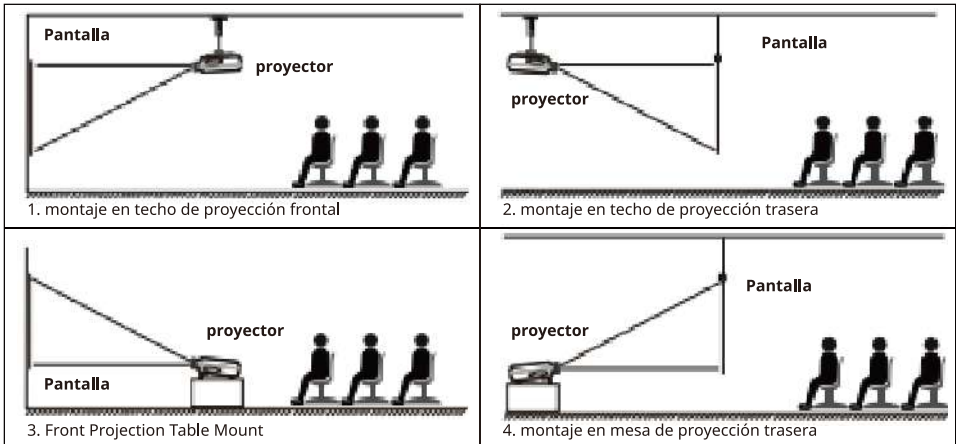 Pantalla
proyector
1. montaje en techo de proyección frontal
Pantalla
proyector
2. montaje en techo de proyección trasera
proyector
Pantalla
3. Front Projection Table Mount
Pantalla
proyector
4. montaje en mesa de proyección trasera